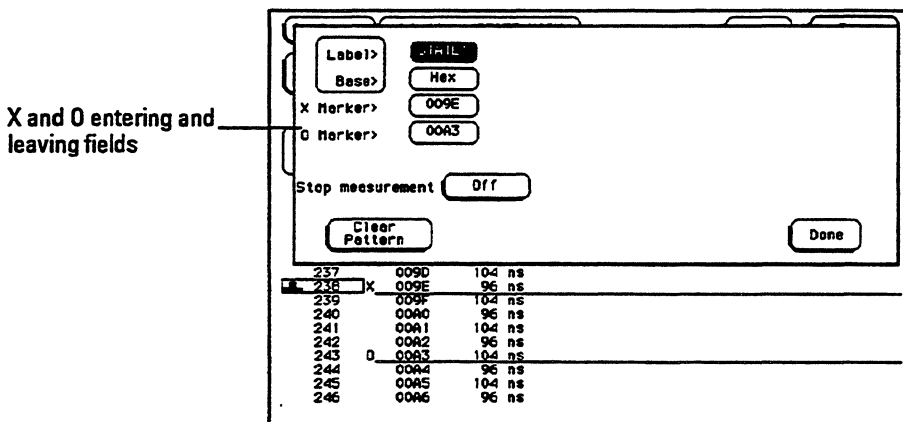 X and O entering and
leaving fields
Label>
Base> Hex
X Marker> 009E
O Marker> 00A3
Stop measurement Off
Clear
Pattern
Done
237 009D 104 ns
238 X 009E 96 ns
239 009F 104 ns
240 00A0 96 ns
241 00A1 104 ns
242 00A2 96 ns
243 O 00A3 104 ns
244 00A4 96 ns
245 00A5 104 ns
246 00A6 96 ns